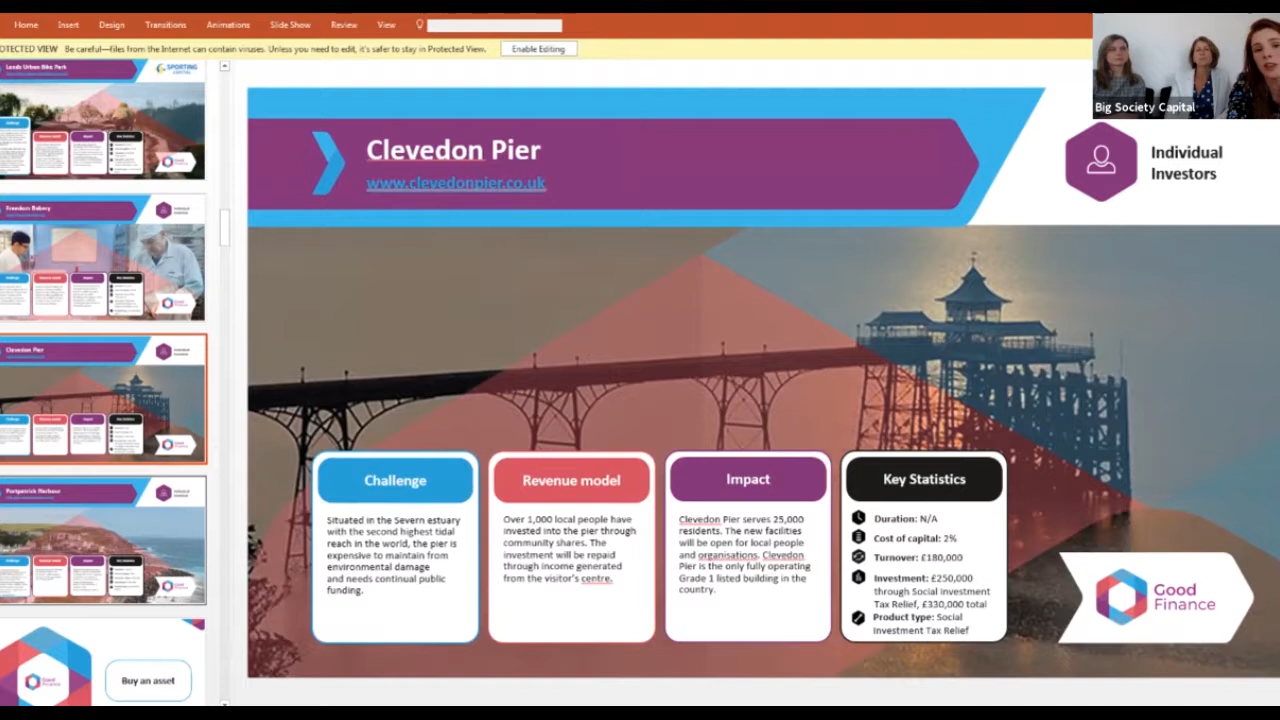 Home Insert Design Transitions Animations Slide Show Review View
PROTECTED VIEW Be careful—files from the Internet can contain viruses. Unless you need to edit, it's safer to stay in Protected View. Enable Editing
Leeds Urban Bike Park
SPORTING
CAPITAL
Freedom Bakery
Clevedon Pier
Portpatrick Harbour
Good
Finance
Buy an asset
Big Society Capital
Clevedon Pier
www.clevedonpier.co.uk
Individual
Investors
Challenge
Situated in the Severn estuary
with the second highest tidal
reach in the world, the pier is
expensive to maintain from
environmental damage
and needs continual public
funding.
Revenue model
Over 1,000 local people have
invested into the pier through
community shares. The
investment will be repaid
through income generated
from the visitor's centre.
Impact
Clevedon Pier serves 25,000
residents. The new facilities
will be open for local people
and organisations. Clevedon
Pier is the only fully operating
Grade 1 listed building in the
country.
Key Statistics
Duration: N/A
Cost of capital: 2%
Turnover: £180,000
Investment: £250,000
through Social Investment
Tax Relief, £330,000 total
Product type: Social
Investment Tax Relief
Good
Finance